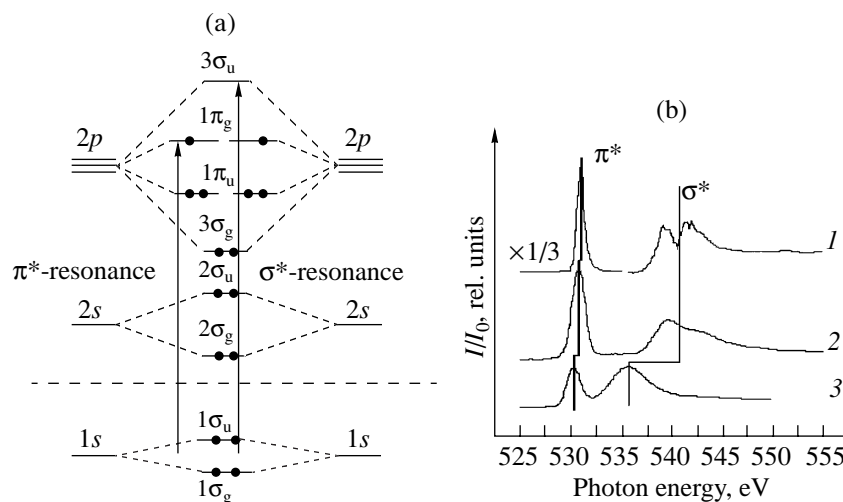 (a)
3σu
1πg
2p 2p
1πu
3σg
π*-resonance 2σu σ*-resonance
2s 2s
2σg
1σu
1s 1s
1σg
(b)
π*
σ*
×1/3
1
2
3
I/I0, rel. units
525 530 535 540 545 550 555
Photon energy, eV